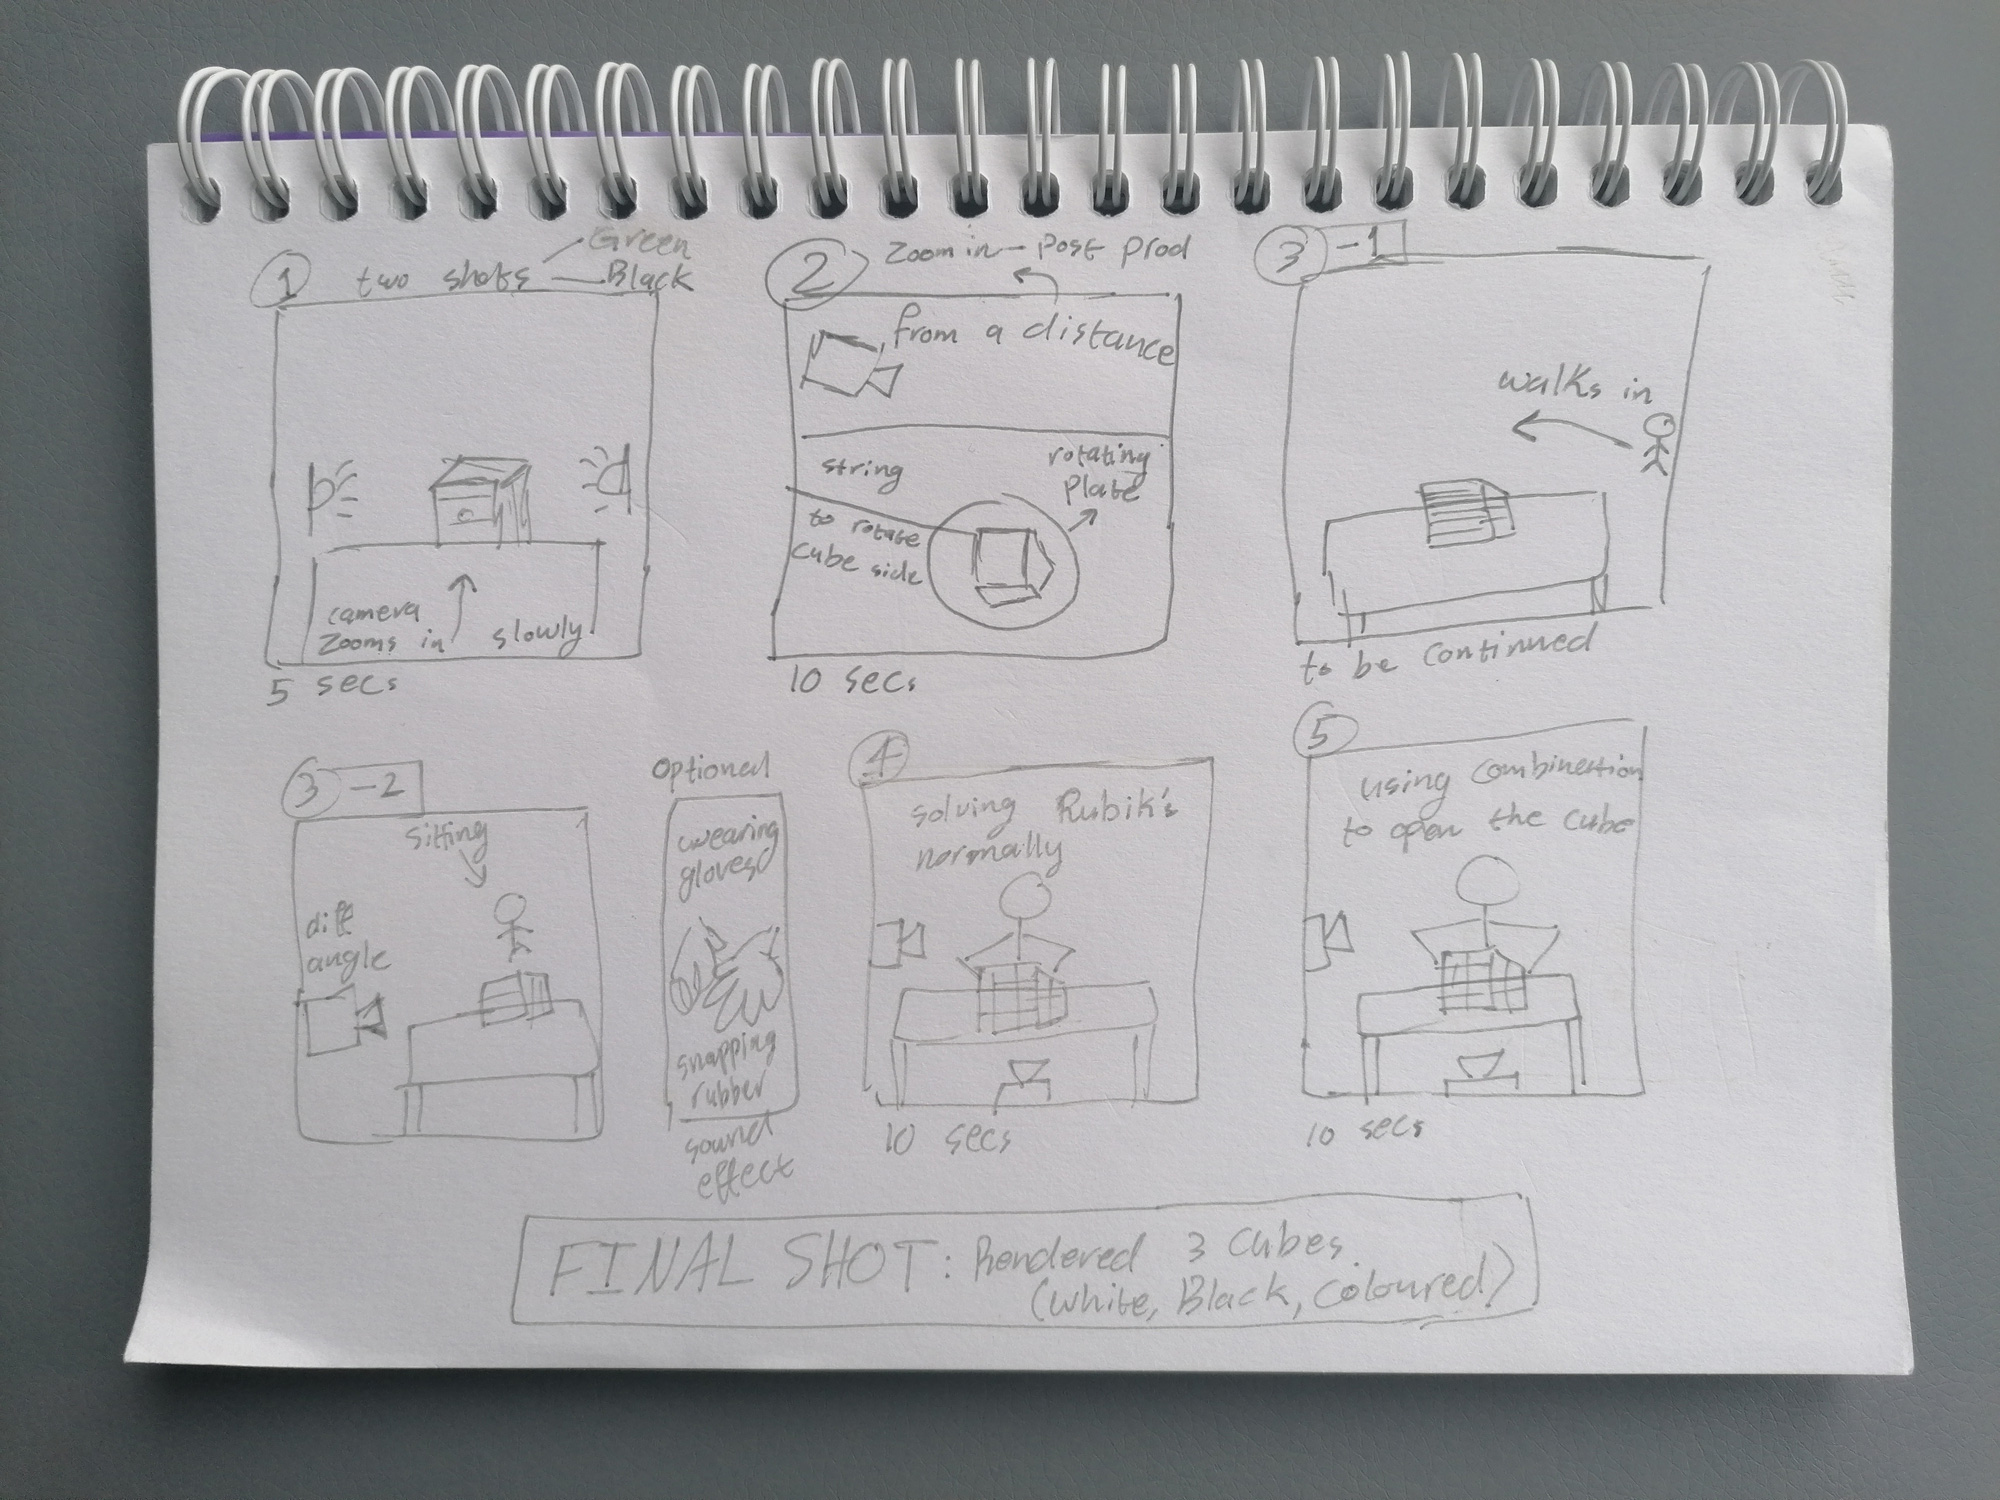 1
two shots
Green
Black
camera
zooms in
slowly
5 secs
2
Zoom in - Post prod
from a distance
string
to rotate
cube side
rotating
plate
10 secs
3 -1
walks in
to be continued
3 -2
sitting
diff
angle
optional
wearing
gloves
snapping
rubber
sound
effect
4
solving Rubik's
normally
10 secs
5
using combination
to open the cube
10 secs
FINAL SHOT: Rendered 3 cubes
(White, Black, coloured)